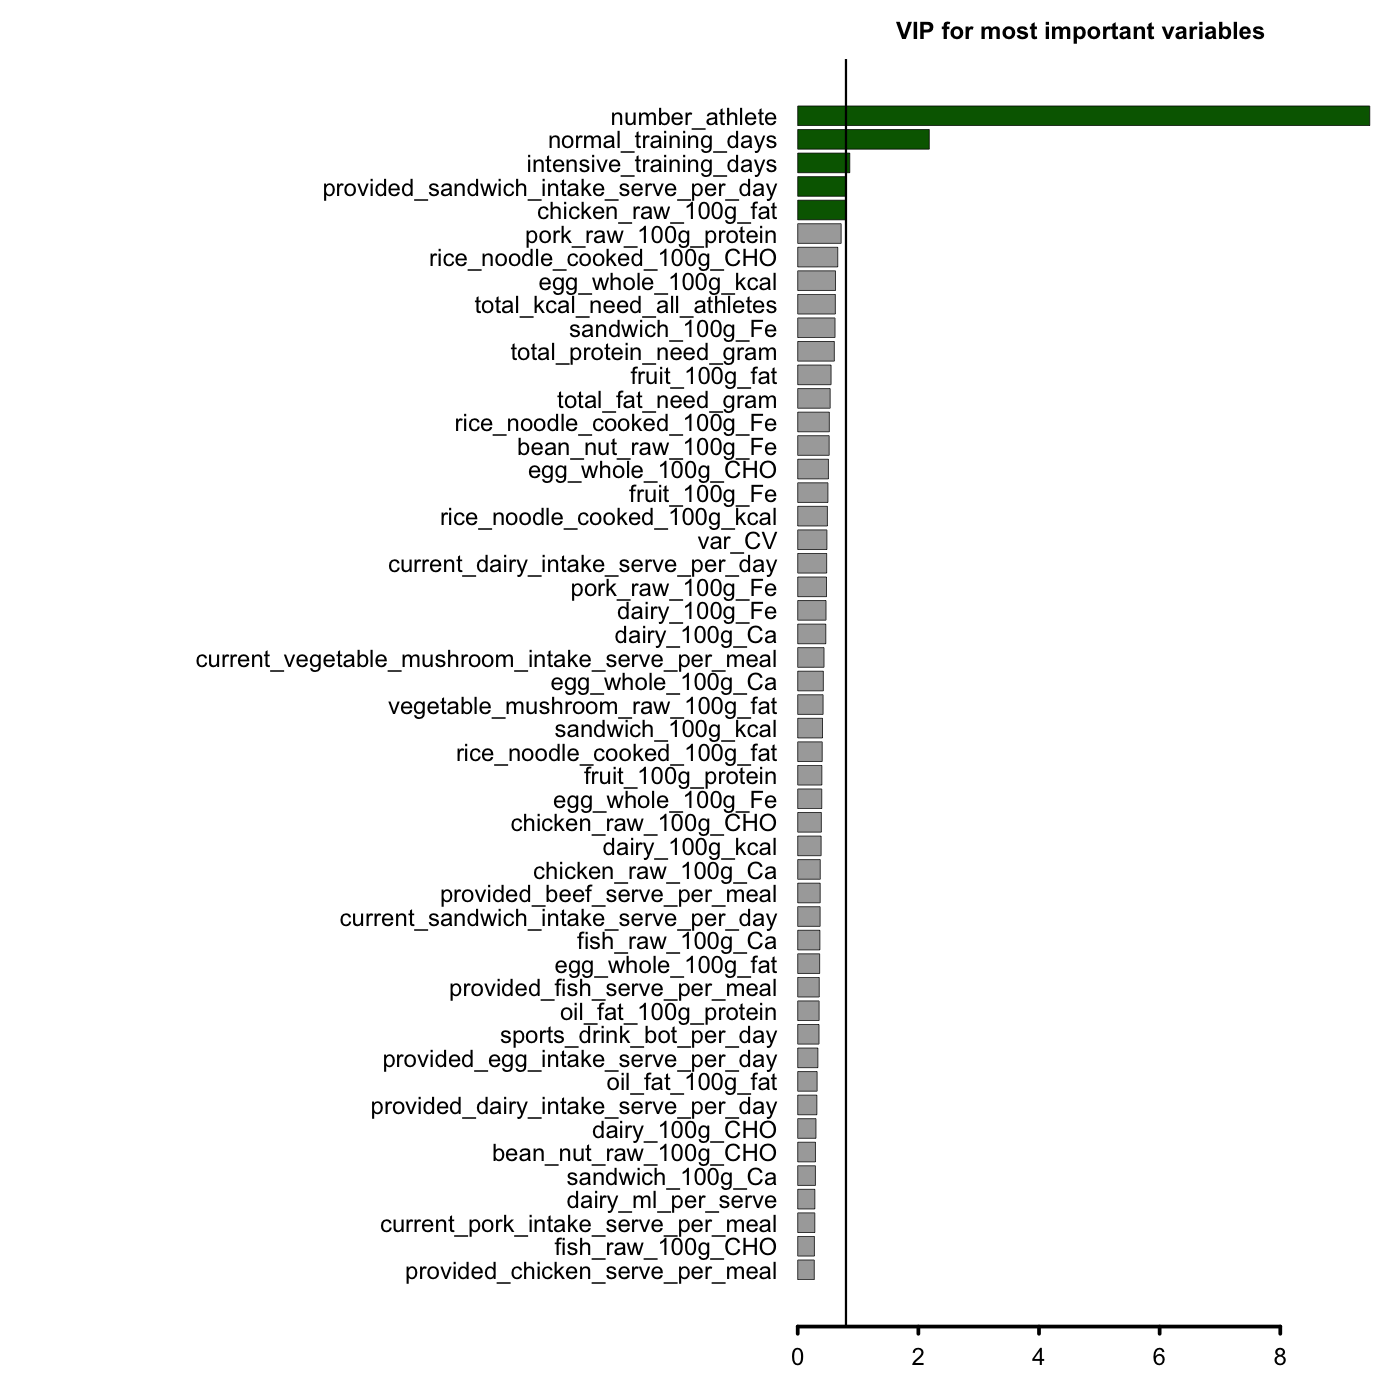 VIP for most important variables
number_athlete
normal_training_days
intensive_training_days
provided_sandwich_intake_serve_per_day
chicken_raw_100g_fat
pork_raw_100g_protein
rice_noodle_cooked_100g_CHO
egg_whole_100g_kcal
total_kcal_need_all_athletes
sandwich_100g_Fe
total_protein_need_gram
fruit_100g_fat
total_fat_need_gram
rice_noodle_cooked_100g_Fe
bean_nut_raw_100g_Fe
egg_whole_100g_CHO
fruit_100g_Fe
rice_noodle_cooked_100g_kcal
var_CV
current_dairy_intake_serve_per_day
pork_raw_100g_Fe
dairy_100g_Fe
dairy_100g_Ca
current_vegetable_mushroom_intake_serve_per_meal
egg_whole_100g_Ca
vegetable_mushroom_raw_100g_fat
sandwich_100g_kcal
rice_noodle_cooked_100g_fat
fruit_100g_protein
egg_whole_100g_Fe
chicken_raw_100g_CHO
dairy_100g_kcal
chicken_raw_100g_Ca
provided_beef_serve_per_meal
current_sandwich_intake_serve_per_day
fish_raw_100g_Ca
egg_whole_100g_fat
provided_fish_serve_per_meal
oil_fat_100g_protein
sports_drink_bot_per_day
provided_egg_intake_serve_per_day
oil_fat_100g_fat
provided_dairy_intake_serve_per_day
dairy_100g_CHO
bean_nut_raw_100g_CHO
sandwich_100g_Ca
dairy_ml_per_serve
current_pork_intake_serve_per_meal
fish_raw_100g_CHO
provided_chicken_serve_per_meal
0 2 4 6 8